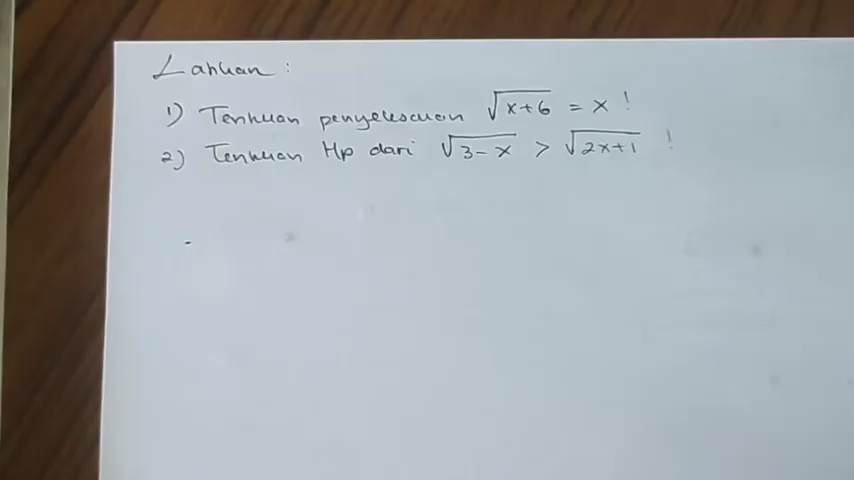 Latihan :
1) Tentukan penyelesaian √x+6 = x !
2) Tentukan Hp dari √3-x > √2x+1 !